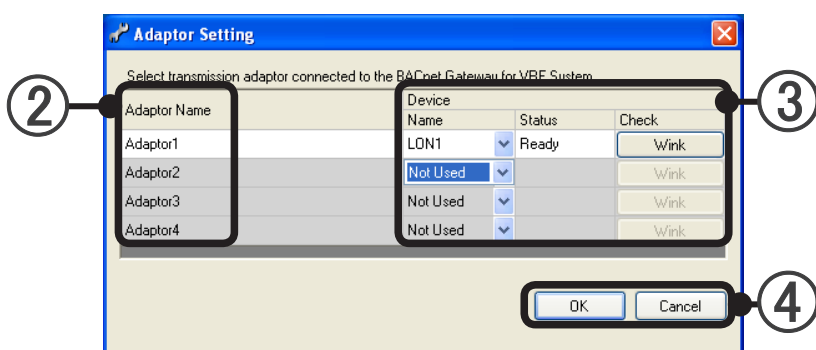 Adaptor Setting
Select transmission adaptor connected to the BACnet Gateway for VRF System
②
③
Adaptor Name
Device
Name Status Check
Adaptor1 LON1 Ready Wink
Adaptor2 Not Used Wink
Adaptor3 Not Used Wink
Adaptor4 Not Used Wink
OK Cancel
④